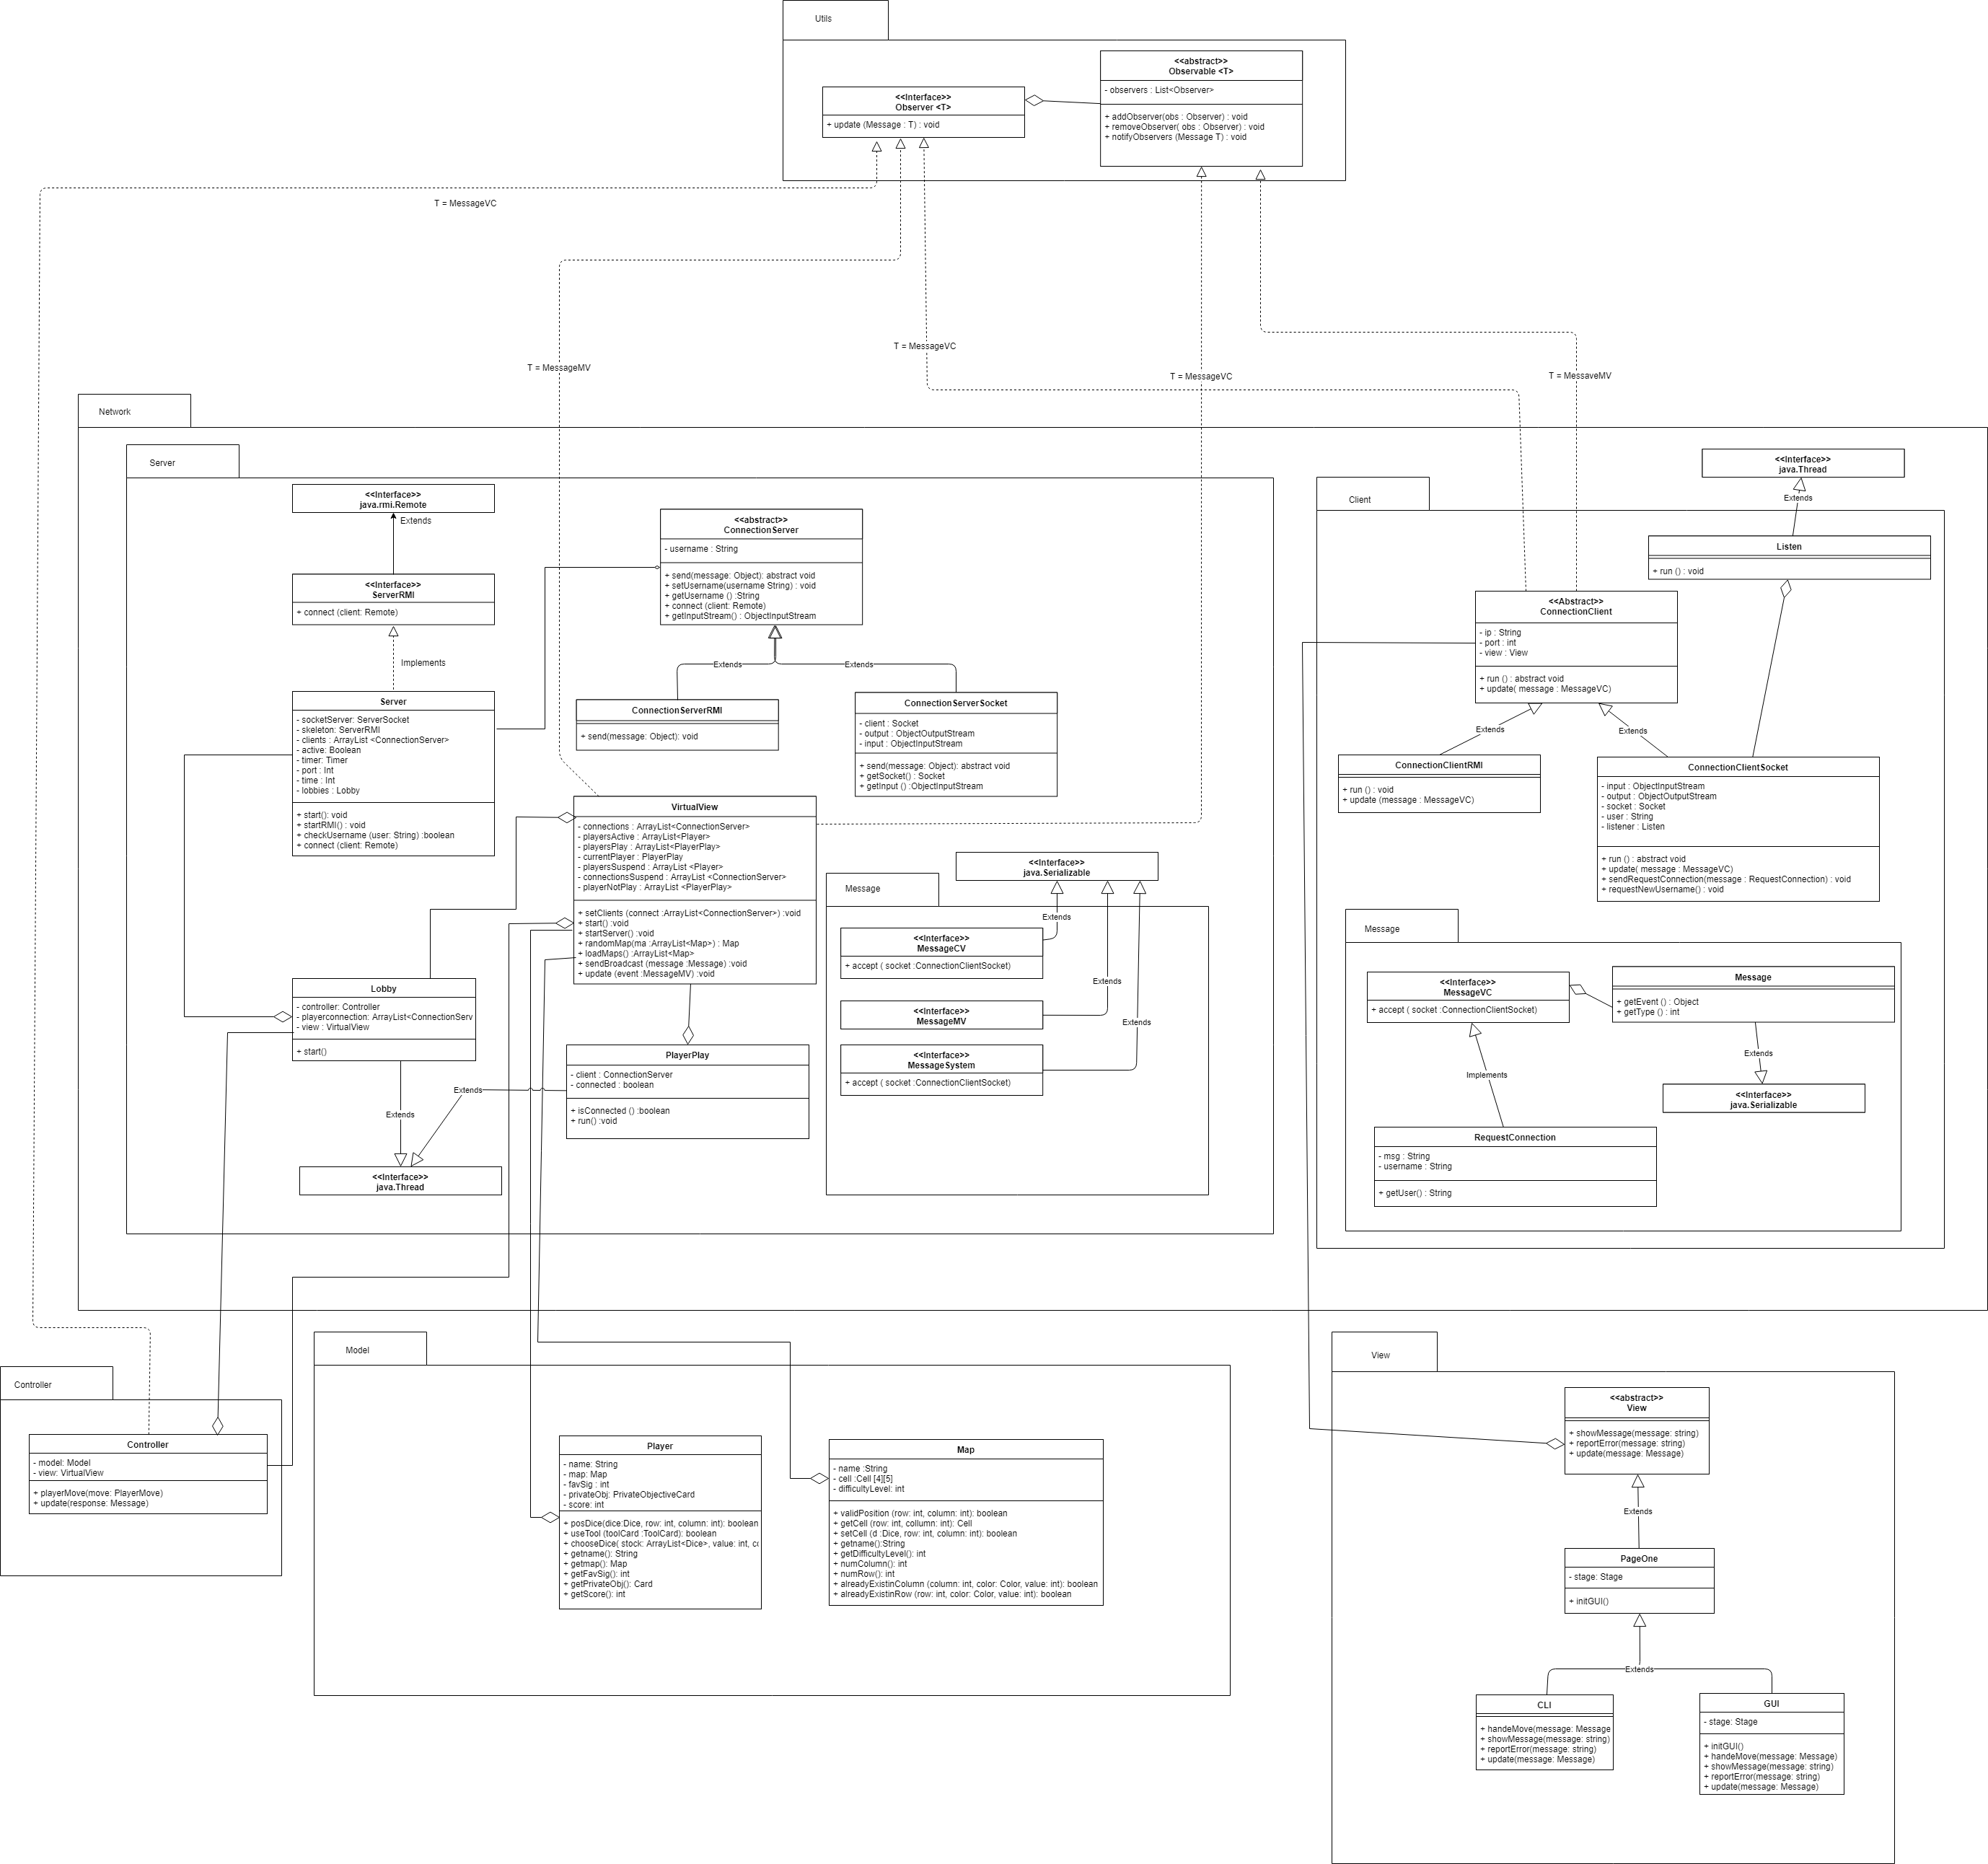 Utils
<<abstract>>
Observable <T>
- observers : List<Observer>
+ addObserver(obs : Observer) : void
+ removeObserver( obs : Observer) : void
+ notifyObservers (Message T) : void
<<Interface>>
Observer <T>
+ update (Message : T) : void
T = MessageVC
T = MessageMV
T = MessageVC
T = MessageVC
T = MessaveMV
Network
Server
<<Interface>>
java.rmi.Remote
Extends
<<Interface>>
ServerRMI
+ connect (client: Remote)
Implements
Server
- socketServer: ServerSocket
- skeleton: ServerRMI
- clients : ArrayList <ConnectionServer>
- active: Boolean
- timer: Timer
- port : Int
- time : Int
- lobbies : Lobby
+ start(): void
+ startRMI() : void
+ checkUsername (user: String) :boolean
+ connect (client: Remote)
<<abstract>>
ConnectionServer
- username : String
+ send(message: Object): abstract void
+ setUsername(username String) : void
+ getUsername () :String
+ connect (client: Remote)
+ getInputStream() : ObjectInputStream
Extends
Extends
ConnectionServerRMI
+ send(message: Object): void
ConnectionServerSocket
- client : Socket
- output : ObjectOutputStream
- input : ObjectInputStream
+ send(message: Object): abstract void
+ getSocket() : Socket
+ getInput () :ObjectInputStream
VirtualView
- connections : ArrayList<ConnectionServer>
- playersActive : ArrayList<Player>
- playersPlay : ArrayList<PlayerPlay>
- currentPlayer : PlayerPlay
- playersSuspend : ArrayList <Player>
- connectionsSuspend : ArrayList <ConnectionServer>
- playerNotPlay : ArrayList <PlayerPlay>
+ setClients (connect :ArrayList<ConnectionServer>) :void
+ start() :void
+ startServer() :void
+ randomMap(ma :ArrayList<Map>) : Map
+ loadMaps() :ArrayList<Map>
+ sendBroadcast (message :Message) :void
+ update (event :MessageMV) :void
Lobby
- controller: Controller
- playerconnection: ArrayList<ConnectionServ
- view : VirtualView
+ start()
Extends
Extends
<<Interface>>
java.Thread
PlayerPlay
- client : ConnectionServer
- connected : boolean
+ isConnected () :boolean
+ run() :void
<<Interface>>
java.Serializable
Message
Extends
Extends
Extends
<<Interface>>
MessageCV
+ accept ( socket :ConnectionClientSocket)
<<Interface>>
MessageMV
<<Interface>>
MessageSystem
+ accept ( socket :ConnectionClientSocket)
<<Interface>>
java.Thread
Extends
Client
Listen
+ run () : void
<<Abstract>>
ConnectionClient
- ip : String
- port : int
- view : View
+ run () : abstract void
+ update( message : MessageVC)
Extends
Extends
ConnectionClientRMI
+ run () : void
+ update (message : MessageVC)
ConnectionClientSocket
- input : ObjectInputStream
- output : ObjectOutputStream
- socket : Socket
- user : String
- listener : Listen
+ run () : abstract void
+ update( message : MessageVC)
+ sendRequestConnection(message : RequestConnection) : void
+ requestNewUsername() : void
Message
<<Interface>>
MessageVC
+ accept ( socket :ConnectionClientSocket)
Message
+ getEvent () : Object
+ getType () : int
Extends
Implements
<<Interface>>
java.Serializable
RequestConnection
- msg : String
- username : String
+ getUser() : String
Controller
Controller
- model: Model
- view: VirtualView
+ playerMove(move: PlayerMove)
+ update(response: Message)
Model
Player
- name: String
- map: Map
- favSig : int
- privateObj: PrivateObjectiveCard
- score: int
+ posDice(dice:Dice, row: int, column: int): boolean
+ useTool (toolCard :ToolCard): boolean
+ chooseDice( stock: ArrayList<Dice>, value: int, co
+ getname(): String
+ getmap(): Map
+ getFavSig(): int
+ getPrivateObj(): Card
+ getScore(): int
Map
- name :String
- cell :Cell [4][5]
- difficultyLevel: int
+ validPosition (row: int, column: int): boolean
+ getCell (row: int, collumn: int): Cell
+ setCell (d :Dice, row: int, column: int): boolean
+ getname():String
+ getDifficultyLevel(): int
+ numColumn(): int
+ numRow(): int
+ alreadyExistinColumn (column: int, color: Color, value: int): boolean
+ alreadyExistinRow (row: int, color: Color, value: int): boolean
View
<<abstract>>
View
+ showMessage(message: string)
+ reportError(message: string)
+ update(message: Message)
Extends
PageOne
- stage: Stage
+ initGUI()
Extends
CLI
+ handeMove(message: Message
+ showMessage(message: string)
+ reportError(message: string)
+ update(message: Message)
GUI
- stage: Stage
+ initGUI()
+ handeMove(message: Message)
+ showMessage(message: string)
+ reportError(message: string)
+ update(message: Message)